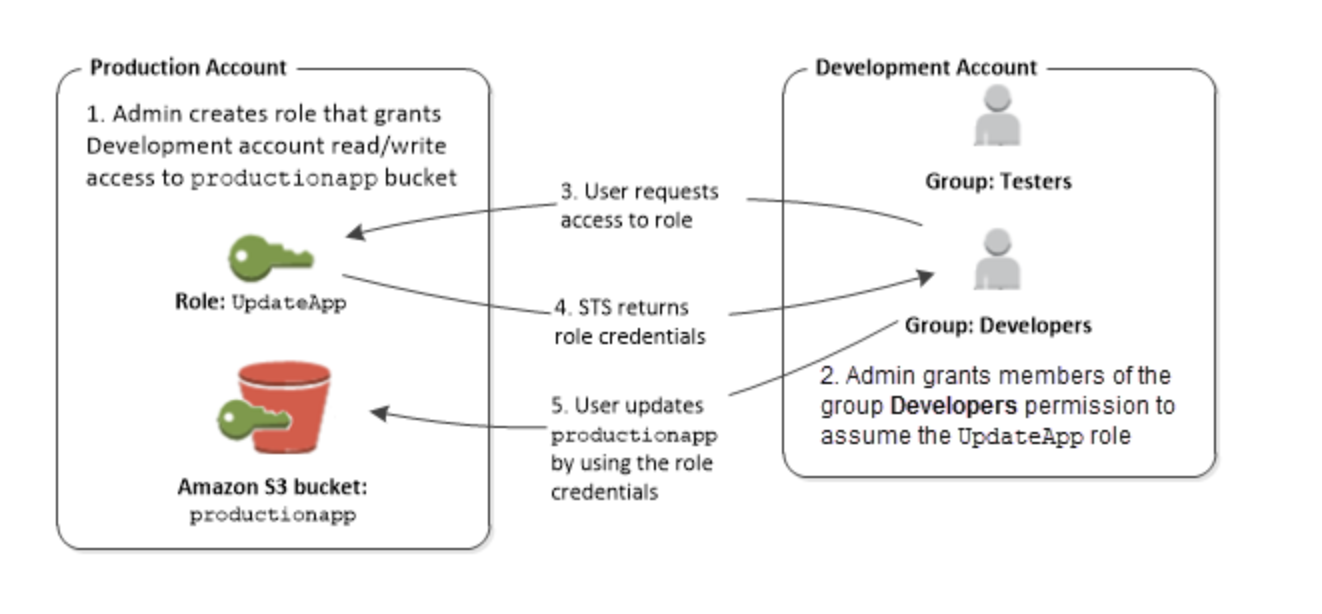 Production Account
1. Admin creates role that grants
Development account read/write
access to productionapp bucket
Role: UpdateApp
Amazon S3 bucket:
productionapp
3. User requests
access to role
4. STS returns
role credentials
5. User updates
productionapp
by using the role
credentials
Development Account
Group: Testers
Group: Developers
2. Admin grants members of the
group Developers permission to
assume the UpdateApp role